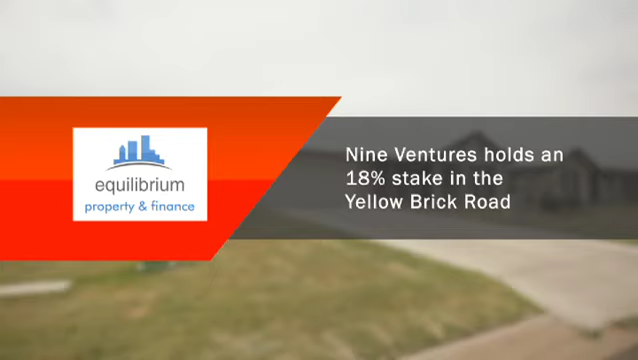 equilibrium
property & finance
Nine Ventures holds an
18% stake in the
Yellow Brick Road